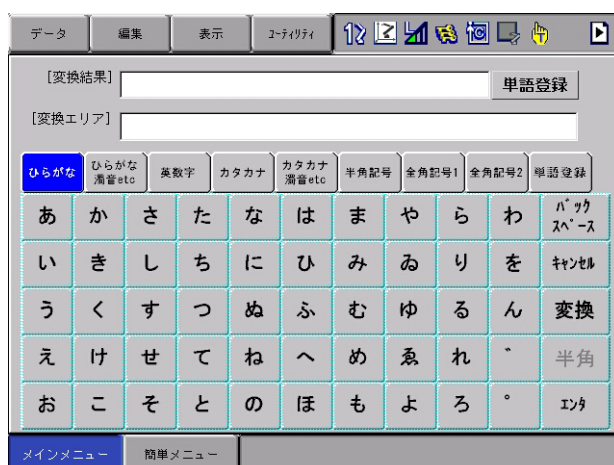 データ 編集 表示 ユーティリティ
[変換結果] 単語登録
[変換エリア]
ひらがな ひらがな 濁音etc 英数字 カタカナ カタカナ 濁音etc 半角記号 全角記号1 全角記号2 単語登録
あ か さ た な は ま や ら わ バックスペース
い き し ち に ひ み ゐ り を キャンセル
う く す つ ぬ ふ む ゆ る ん 変換
え け せ て ね へ め ゑ れ ゛ 半角
お こ そ と の ほ も よ ろ ゜ エンタ
メインメニュー 簡単メニュー